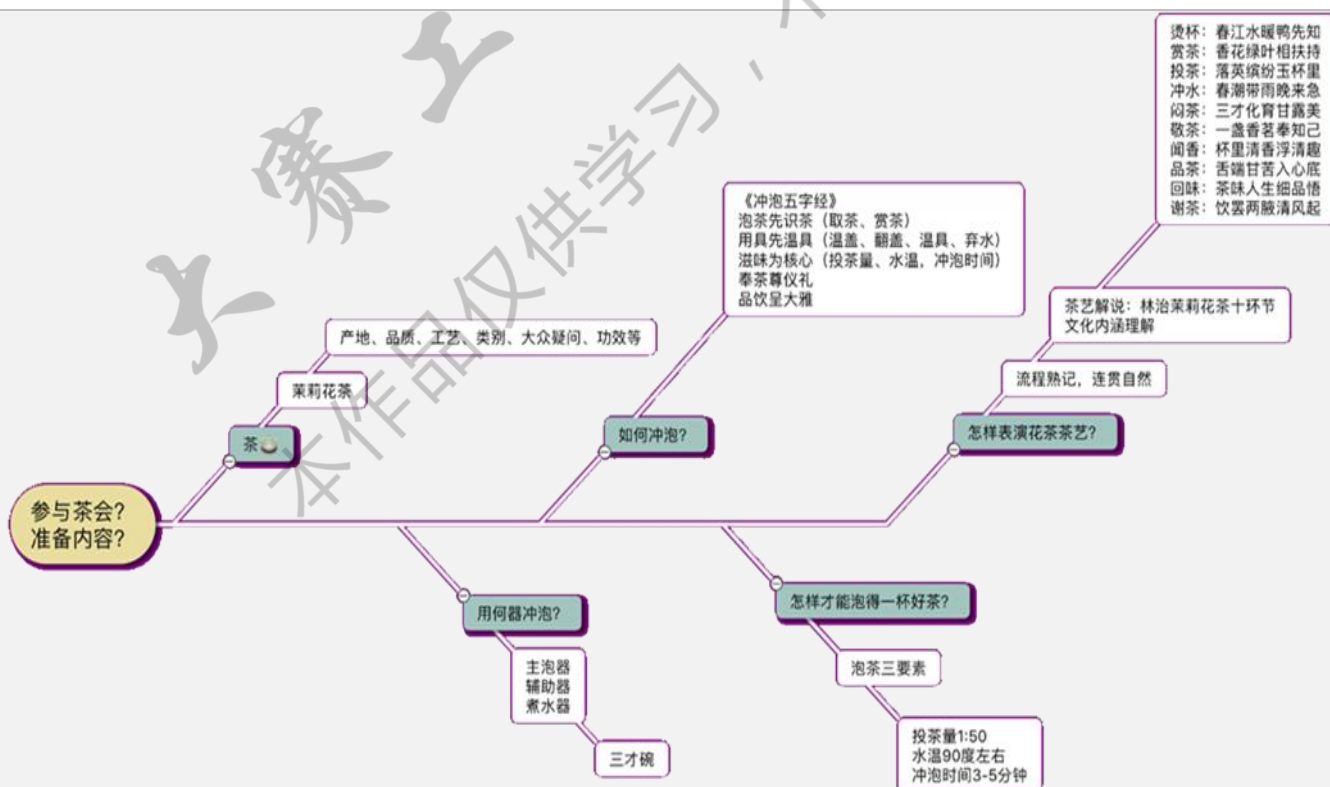 参与茶会?
准备内容?
茶
茉莉花茶
产地、品质、工艺、类别、大众疑问、功效等
用何器冲泡?
主泡器
辅助器
煮水器
三才碗
如何冲泡?
《冲泡五字经》
泡茶先识茶（取茶、赏茶）
用具先温具（温盖、翻盖、温具、弃水）
滋味为核心（投茶量、水温，冲泡时间）
奉茶尊仪礼
品饮呈大雅
怎样才能泡得一杯好茶?
泡茶三要素
投茶量1:50
水温90度左右
冲泡时间3-5分钟
怎样表演花茶茶艺?
流程熟记，连贯自然
茶艺解说：林治茉莉花茶十环节
文化内涵理解
烫杯：春江水暖鸭先知
赏茶：香花绿叶相扶持
投茶：落英缤纷玉杯里
冲水：春潮带雨晚来急
闷茶：三才化育甘露美
敬茶：一盏香茗奉知己
闻香：杯里清香浮清趣
品茶：舌端甘苦入心底
回味：茶味人生细品悟
谢茶：饮罢两腋清风起
大赛工
本作品仅供学习，